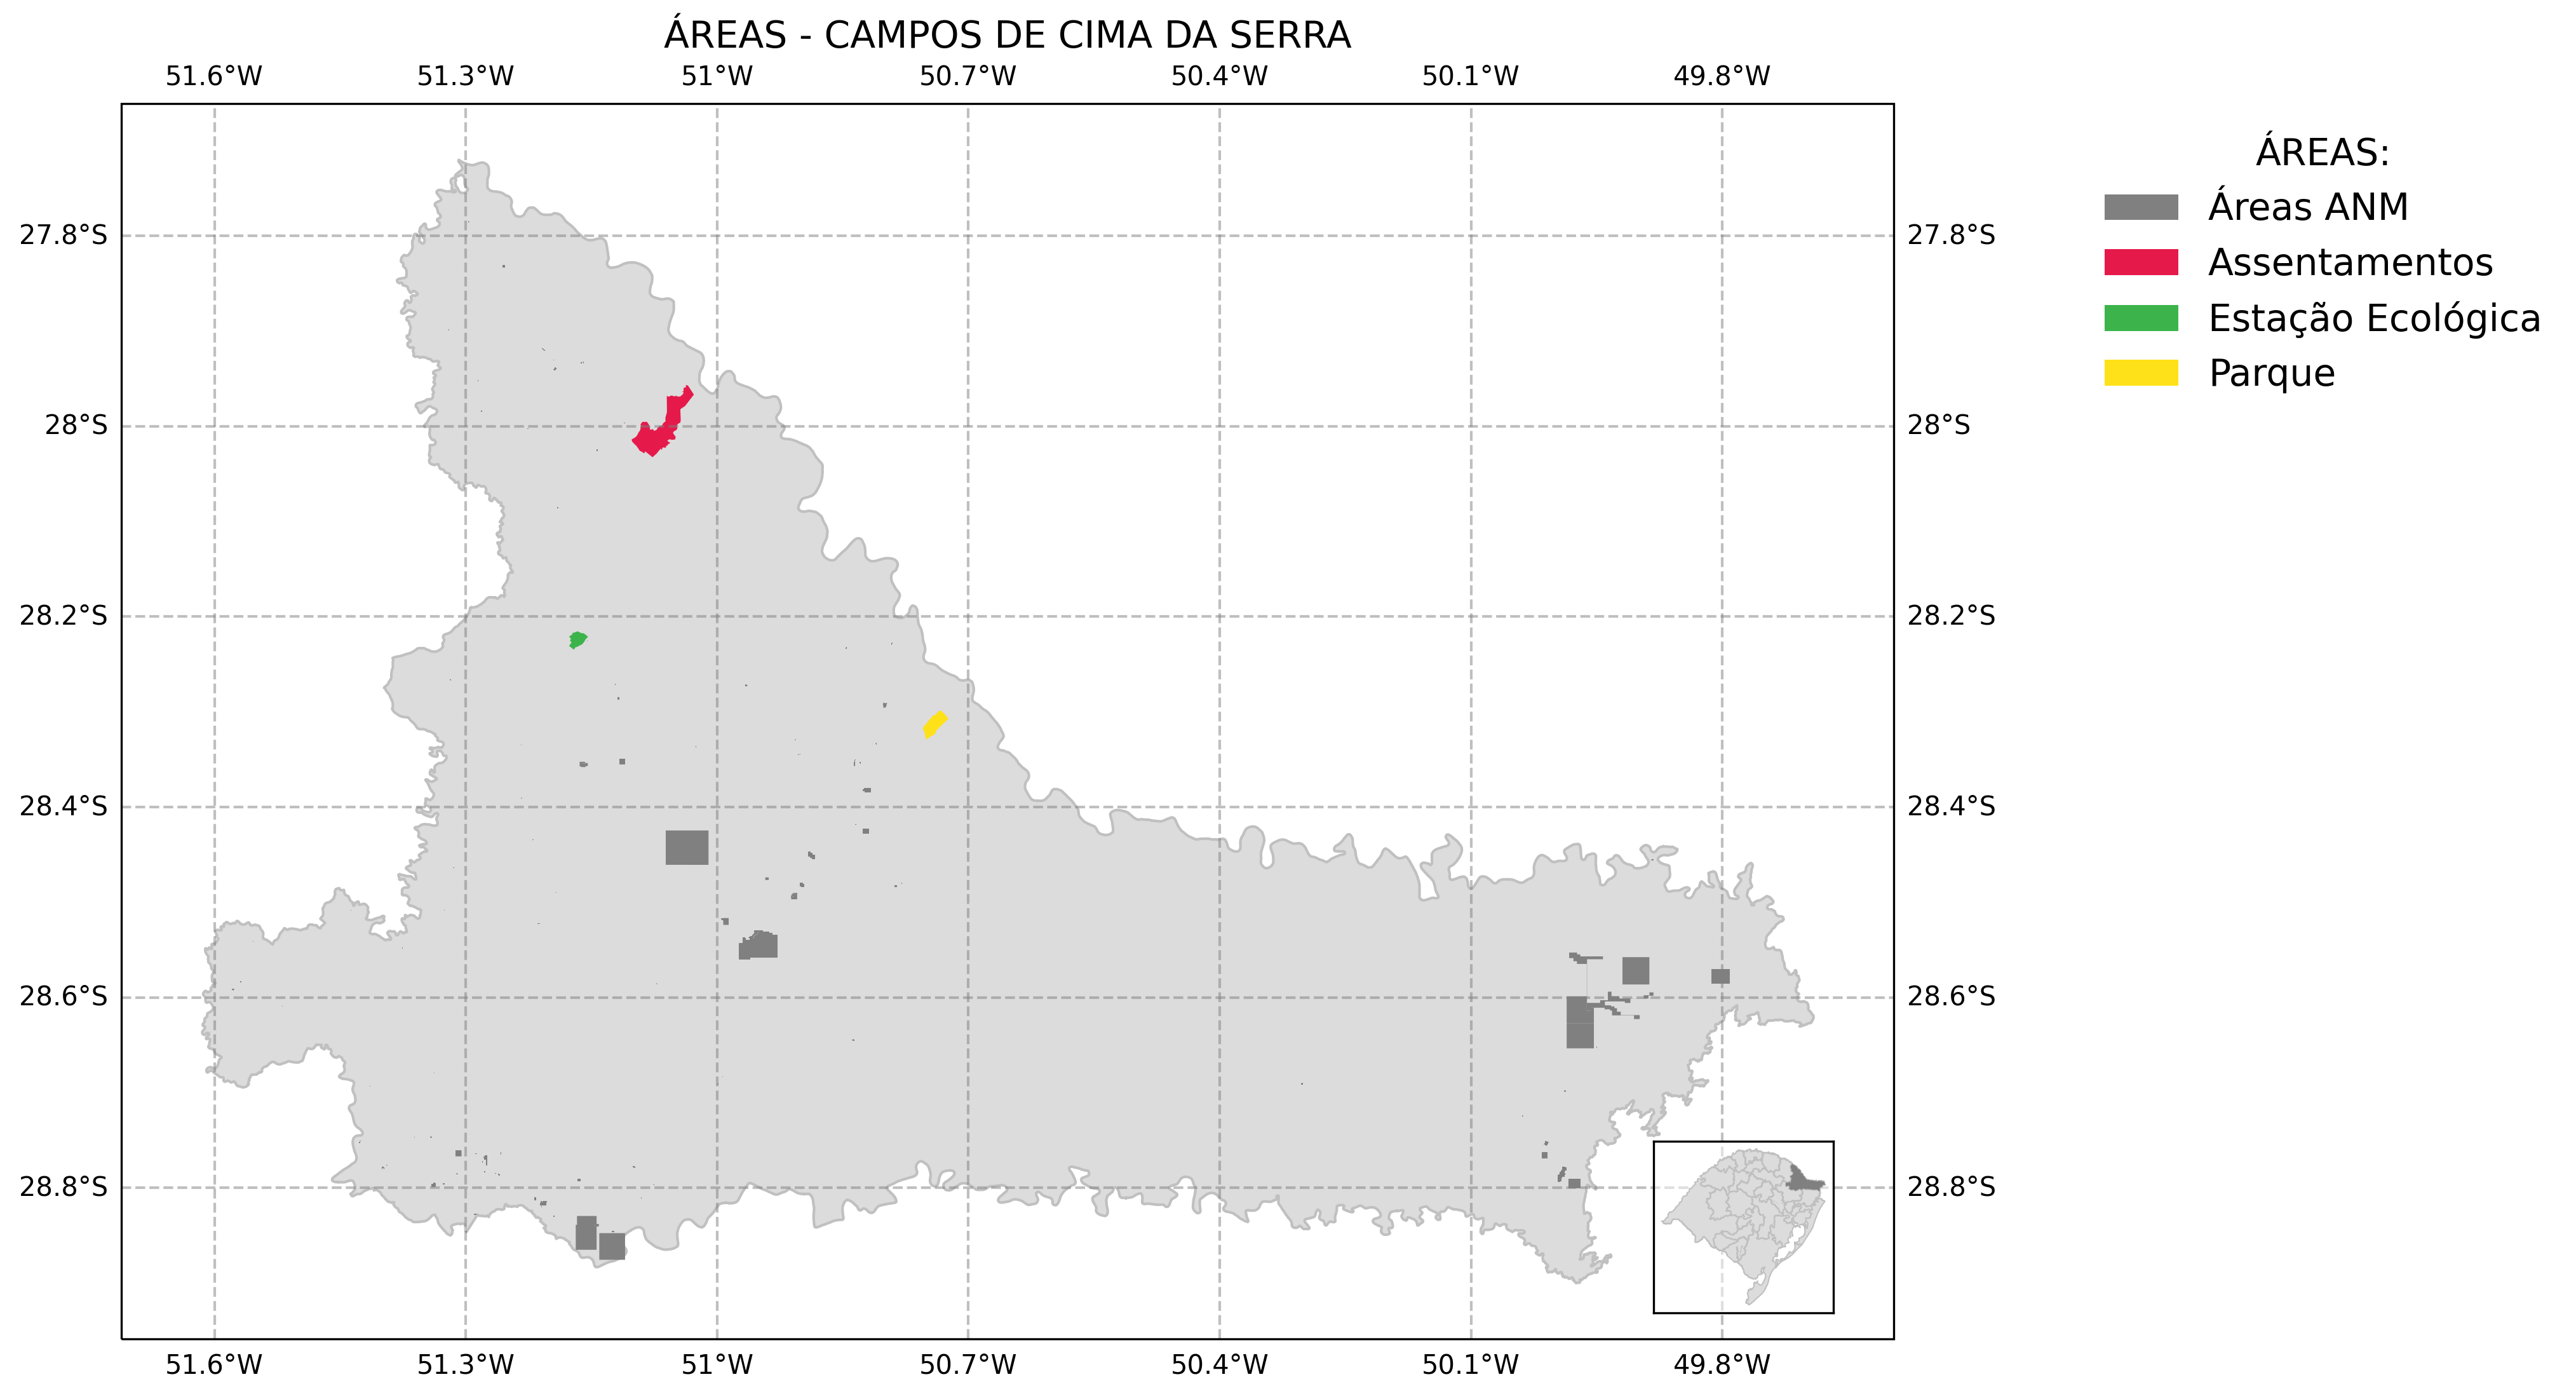 ÁREAS - CAMPOS DE CIMA DA SERRA
51.6°W 51.3°W 51°W 50.7°W 50.4°W 50.1°W 49.8°W
ÁREAS:
Áreas ANM
Assentamentos
Estação Ecológica
Parque
27.8°S 27.8°S
28°S 28°S
28.2°S 28.2°S
28.4°S 28.4°S
28.6°S 28.6°S
28.8°S 28.8°S
51.6°W 51.3°W 51°W 50.7°W 50.4°W 50.1°W 49.8°W